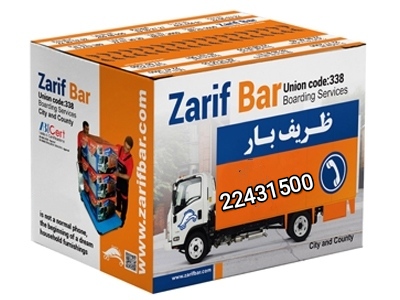 Zarif Bar
Union code:338
Boarding Services
City and County
Cert
is not a normal phone,
the beginning of a dream
household furnishings
www.zarifbar.com
Zarif Bar
Union code:338
Boarding Services
ظریف بار
22431500
City and County
www.zarifbar.com